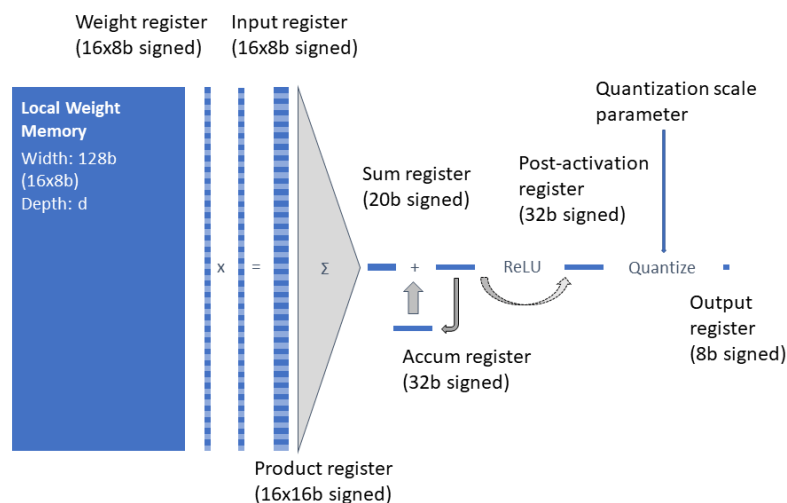 Weight register
(16x8b signed)
Input register
(16x8b signed)
Local Weight
Memory
Width: 128b
(16x8b)
Depth: d
Quantization scale
parameter
Sum register
(20b signed)
Post-activation
register
(32b signed)
x
=
Σ
+
ReLU
Quantize
Output
register
(8b signed)
Accum register
(32b signed)
Product register
(16x16b signed)